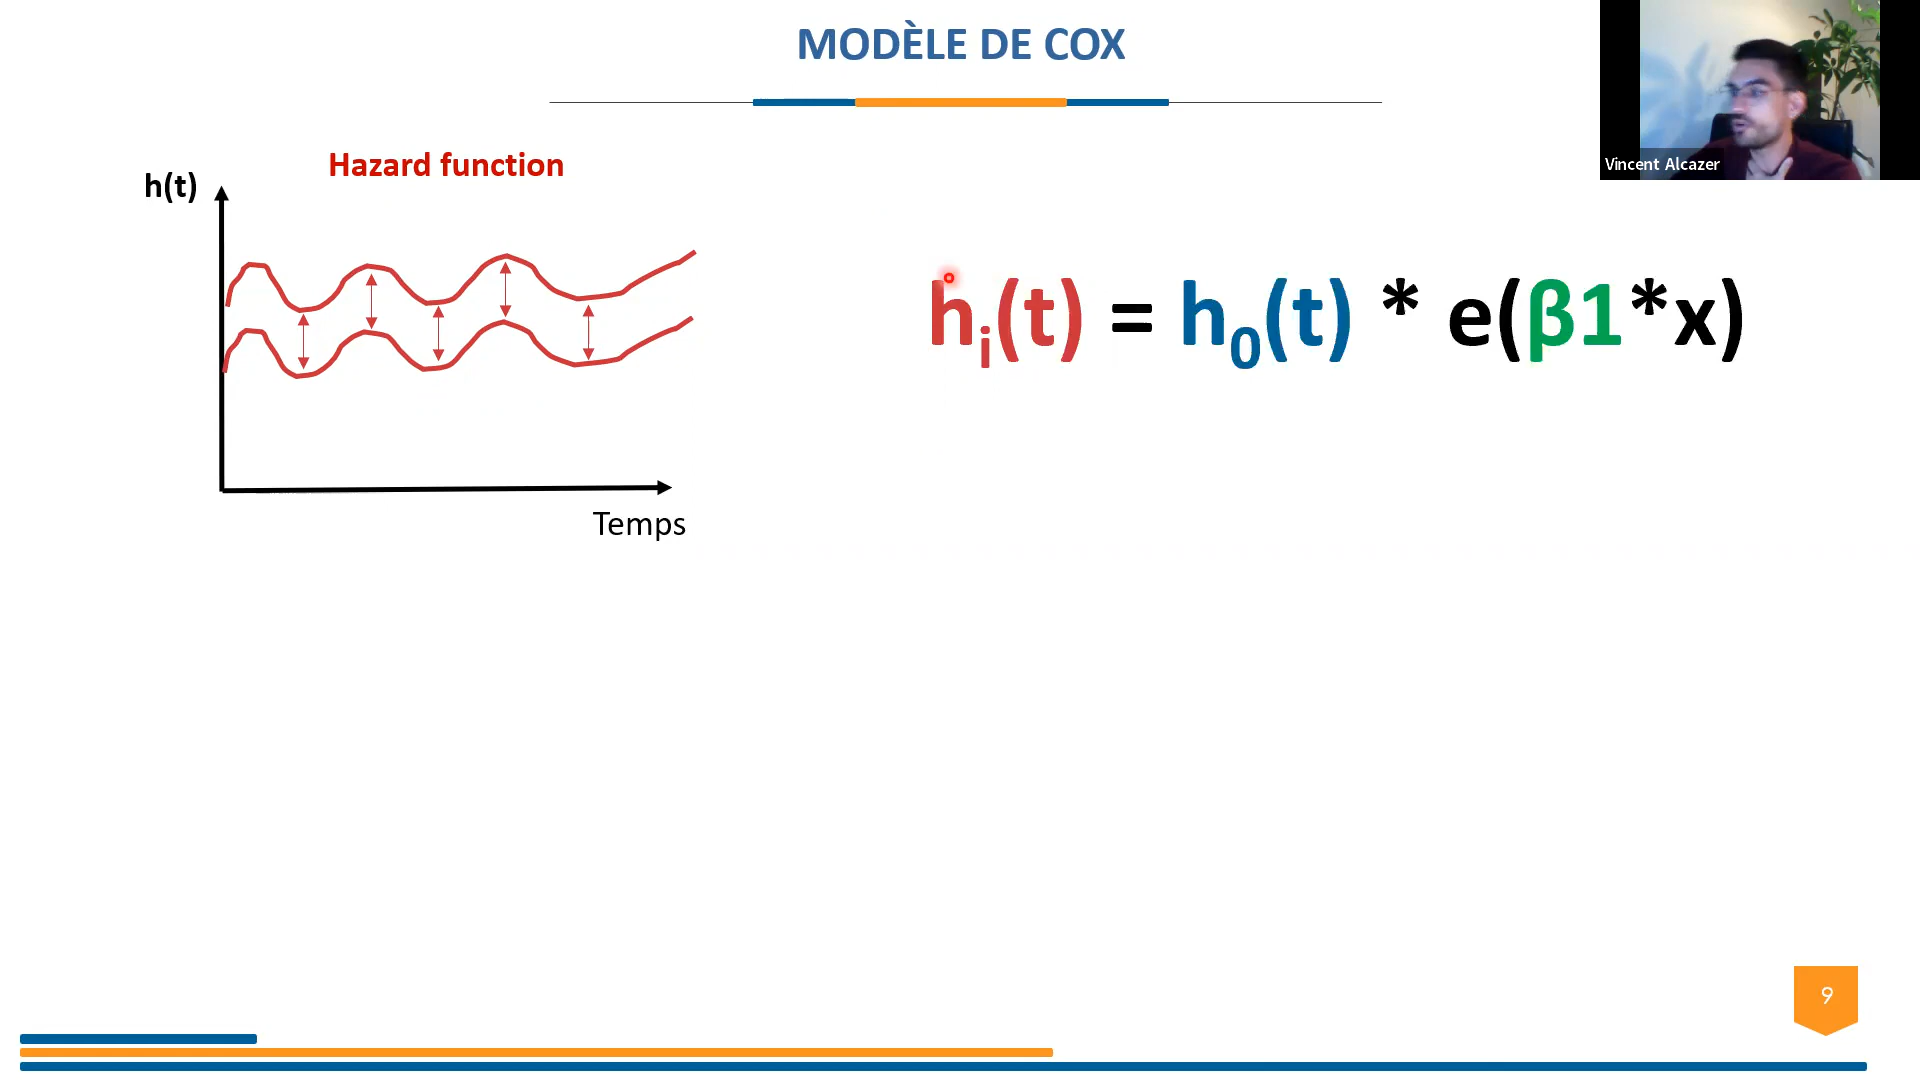 MODÈLE DE COX
Vincent Alcazer
Hazard function
h(t)
hᵢ(t) = h₀(t) * e(β1*x)
Temps
9